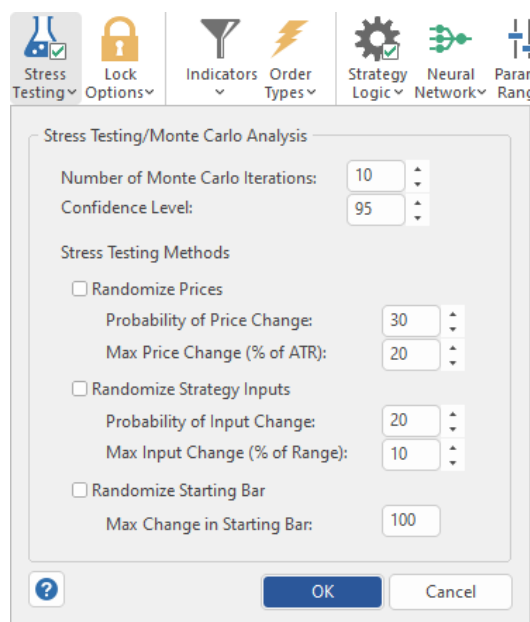 Stress Testing
Lock Options
Indicators
Order Types
Strategy Logic
Neural Network
Stress Testing/Monte Carlo Analysis
Number of Monte Carlo Iterations: 10
Confidence Level: 95
Stress Testing Methods
Randomize Prices
Probability of Price Change: 30
Max Price Change (% of ATR): 20
Randomize Strategy Inputs
Probability of Input Change: 20
Max Input Change (% of Range): 10
Randomize Starting Bar
Max Change in Starting Bar: 100
? OK Cancel